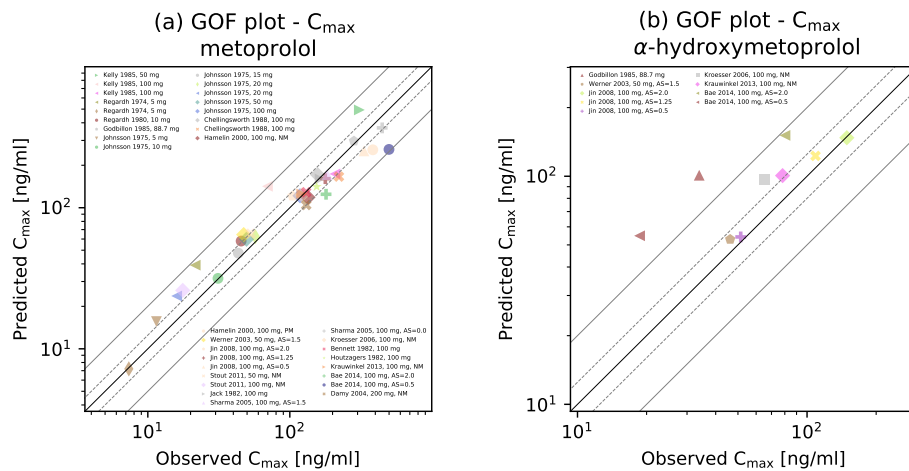 (a) GOF plot - Cmax
metoprolol
Predicted Cmax [ng/ml]
10²
10¹
10¹
10²
Observed Cmax [ng/ml]
Kelly 1985, 50 mg
Kelly 1985, 100 mg
Kelly 1985, 100 mg
Regardh 1974, 5 mg
Regardh 1974, 5 mg
Regardh 1980, 10 mg
Godbillon 1985, 88.7 mg
Johnsson 1975, 5 mg
Johnsson 1975, 10 mg
Johnsson 1975, 15 mg
Johnsson 1975, 20 mg
Johnsson 1975, 20 mg
Johnsson 1975, 50 mg
Johnsson 1975, 100 mg
Chellingsworth 1988, 100 mg
Chellingsworth 1988, 100 mg
Hamelin 2000, 100 mg, NM
Hamelin 2000, 100 mg, PM
Werner 2003, 50 mg, AS=1.5
Jin 2008, 100 mg, AS=2.0
Jin 2008, 100 mg, AS=1.25
Jin 2008, 100 mg, AS=0.5
Stout 2011, 50 mg, NM
Stout 2011, 100 mg, NM
Jack 1982, 100 mg
Sharma 2005, 100 mg, AS=1.5
Sharma 2005, 100 mg, AS=0.0
Kroesser 2006, 100 mg, NM
Bennett 1982, 100 mg
Houtzagers 1982, 100 mg
Krauwinkel 2013, 100 mg, NM
Bae 2014, 100 mg, AS=2.0
Bae 2014, 100 mg, AS=0.5
Damy 2004, 200 mg, NM
(b) GOF plot - Cmax
α-hydroxymetoprolol
Predicted Cmax [ng/ml]
10²
10¹
10¹
10²
Observed Cmax [ng/ml]
Godbillon 1985, 88.7 mg
Werner 2003, 50 mg, AS=1.5
Jin 2008, 100 mg, AS=2.0
Jin 2008, 100 mg, AS=1.25
Jin 2008, 100 mg, AS=0.5
Kroesser 2006, 100 mg, NM
Krauwinkel 2013, 100 mg, NM
Bae 2014, 100 mg, AS=2.0
Bae 2014, 100 mg, AS=0.5